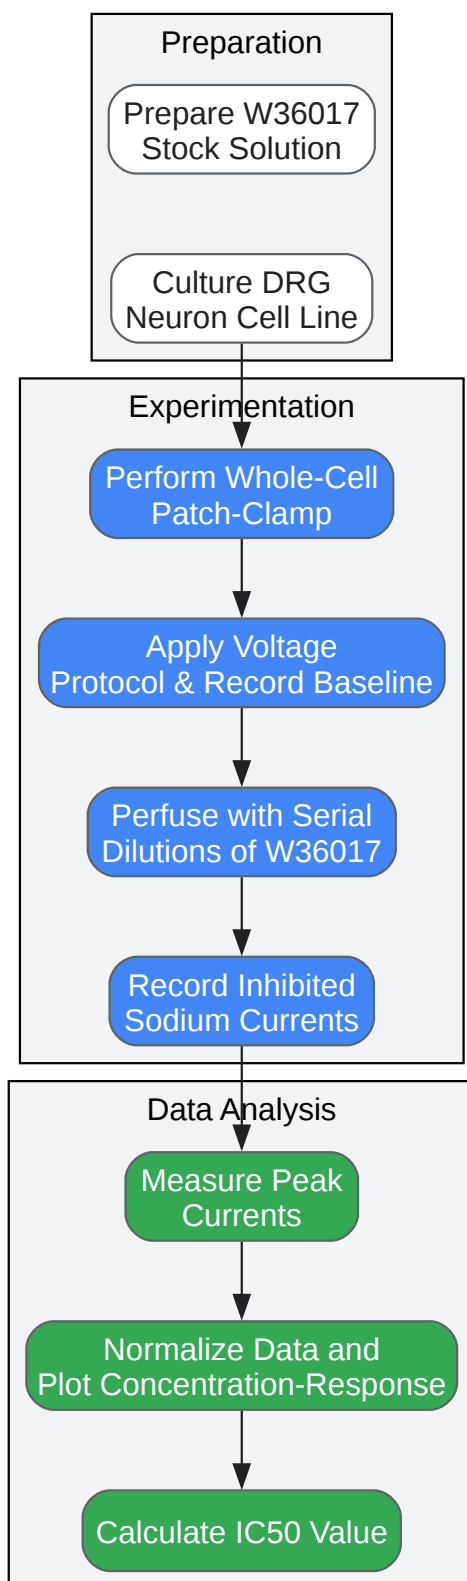 Preparation
Prepare W36017
Stock Solution
Culture DRG
Neuron Cell Line
Experimentation
Perform Whole-Cell
Patch-Clamp
Apply Voltage
Protocol & Record Baseline
Perfuse with Serial
Dilutions of W36017
Record Inhibited
Sodium Currents
Data Analysis
Measure Peak
Currents
Normalize Data and
Plot Concentration-Response
Calculate IC50 Value